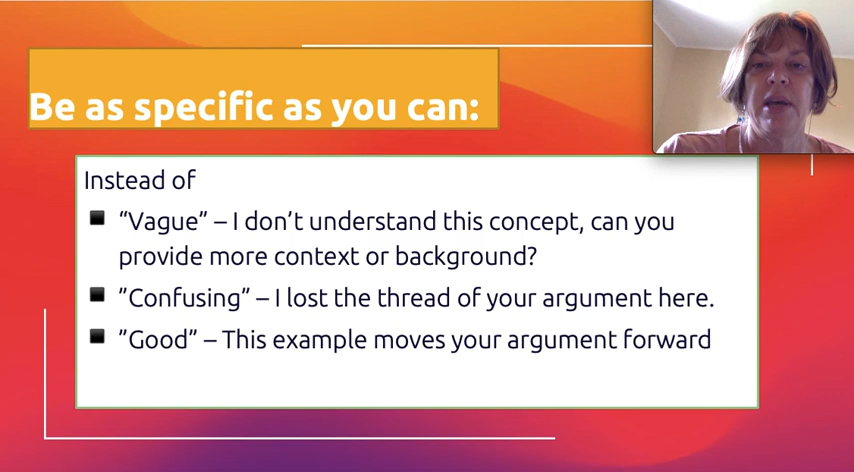 Be as specific as you can:
Instead of
“Vague” – I don’t understand this concept, can you
provide more context or background?
”Confusing” – I lost the thread of your argument here.
”Good” – This example moves your argument forward